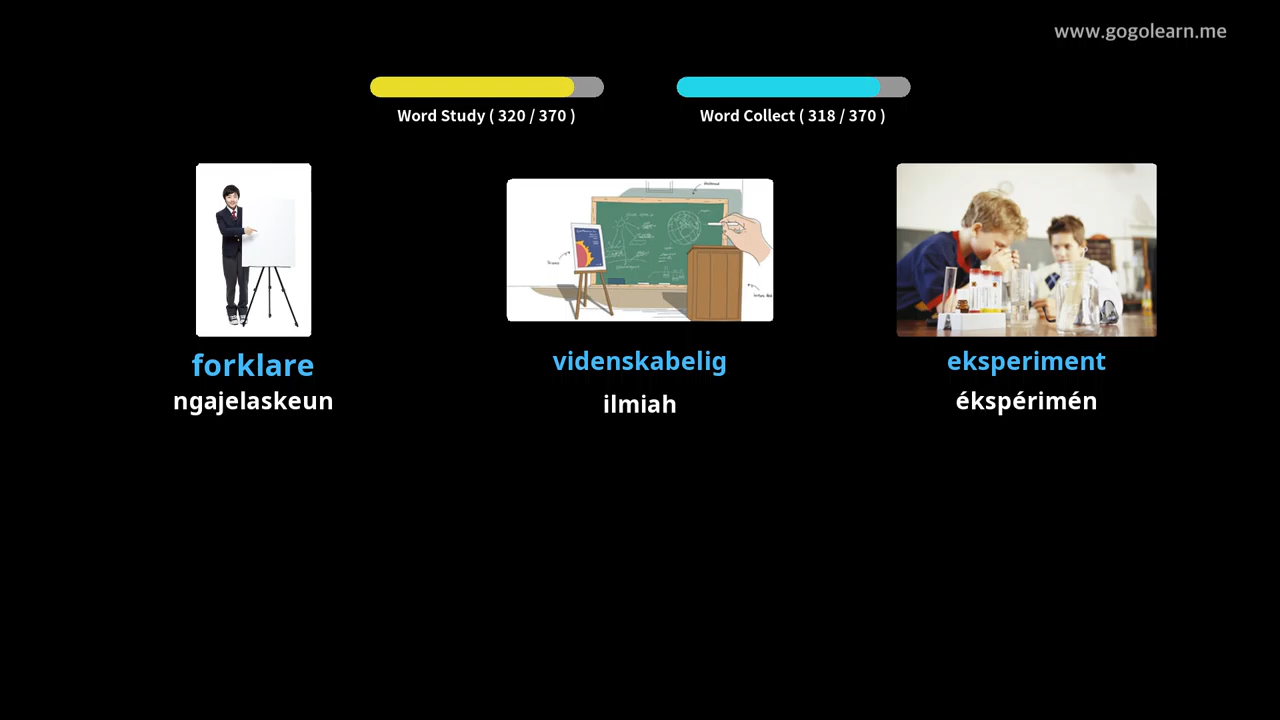 www.gogolearn.me
Word Study ( 320 / 370 )
Word Collect ( 318 / 370 )
forklare
videnskabelig
eksperiment
ngajelaskeun
ilmiah
ékspérimén